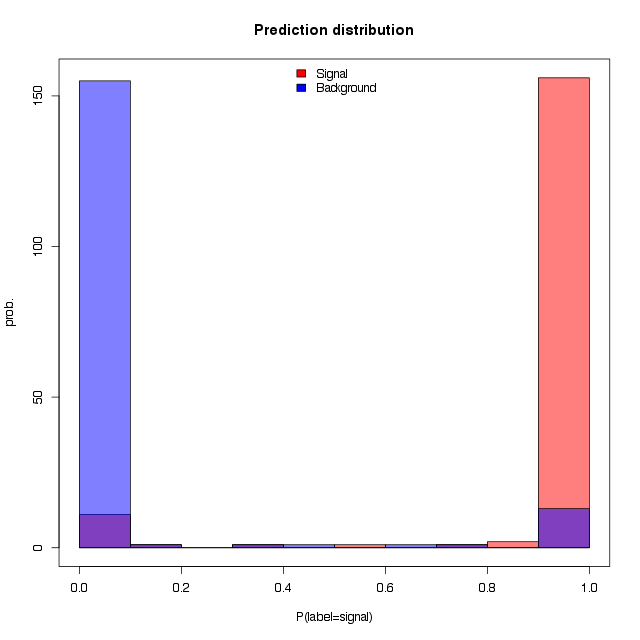 Prediction distribution
Signal
Background
150
100
50
0
prob.
0.0 0.2 0.4 0.6 0.8 1.0
P(label=signal)